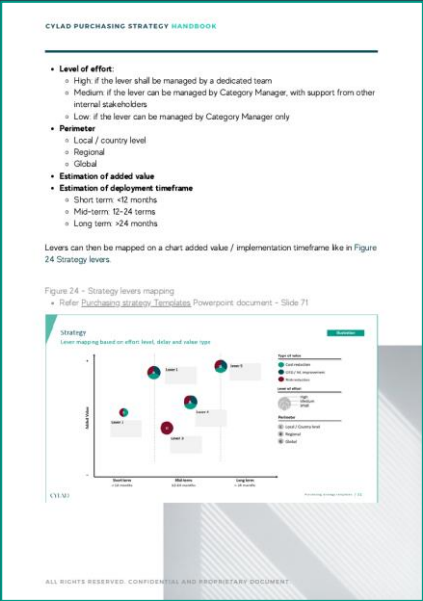 CYLAD PURCHASING STRATEGY HANDBOOK
• Level of effort:
○ High: if the lever shall be managed by a dedicated team
○ Medium: if the lever can be managed by Category Manager, with support from other
internal stakeholders
○ Low: if the lever can be managed by Category Manager only
• Perimeter
○ Local / country level
○ Regional
○ Global
• Estimation of added value
• Estimation of deployment timeframe
○ Short term: <12 months
○ Mid-term: 12-24 terms
○ Long term: >24 months
Levers can then be mapped on a chart added value / implementation timeframe like in Figure
24 Strategy levers.
Figure 24 - Strategy levers mapping
• Refer Purchasing strategy Templates Powerpoint document - Slide 71
Strategy
Lever mapping based on effort level, delay and value type
Type of value
Cost reduction
Risk reduction
Level of effort
High
Medium
Small
Perimeter
Local / Country level
Regional
Global
Added Value
Lever 1
Lever 3
Lever 4
Short term
Mid term
Long term
CYLAD
ALL RIGHTS RESERVED. CONFIDENTIAL AND PROPRIETARY DOCUMENT